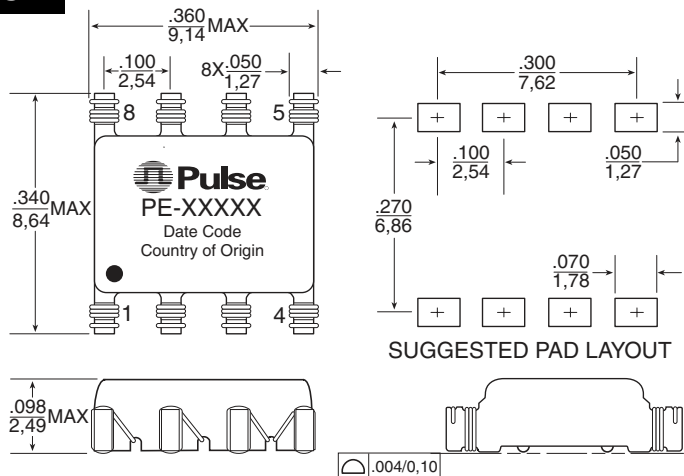 .360
9,14 MAX
.100
2,54
8X .050
1,27
8
5
.340
8,64 MAX
Pulse
PE-XXXXX
Date Code
Country of Origin
1
4
.098
2,49 MAX
.300
7,62
.100
2,54
.050
1,27
.270
6,86
.070
1,78
SUGGESTED PAD LAYOUT
.004/0,10